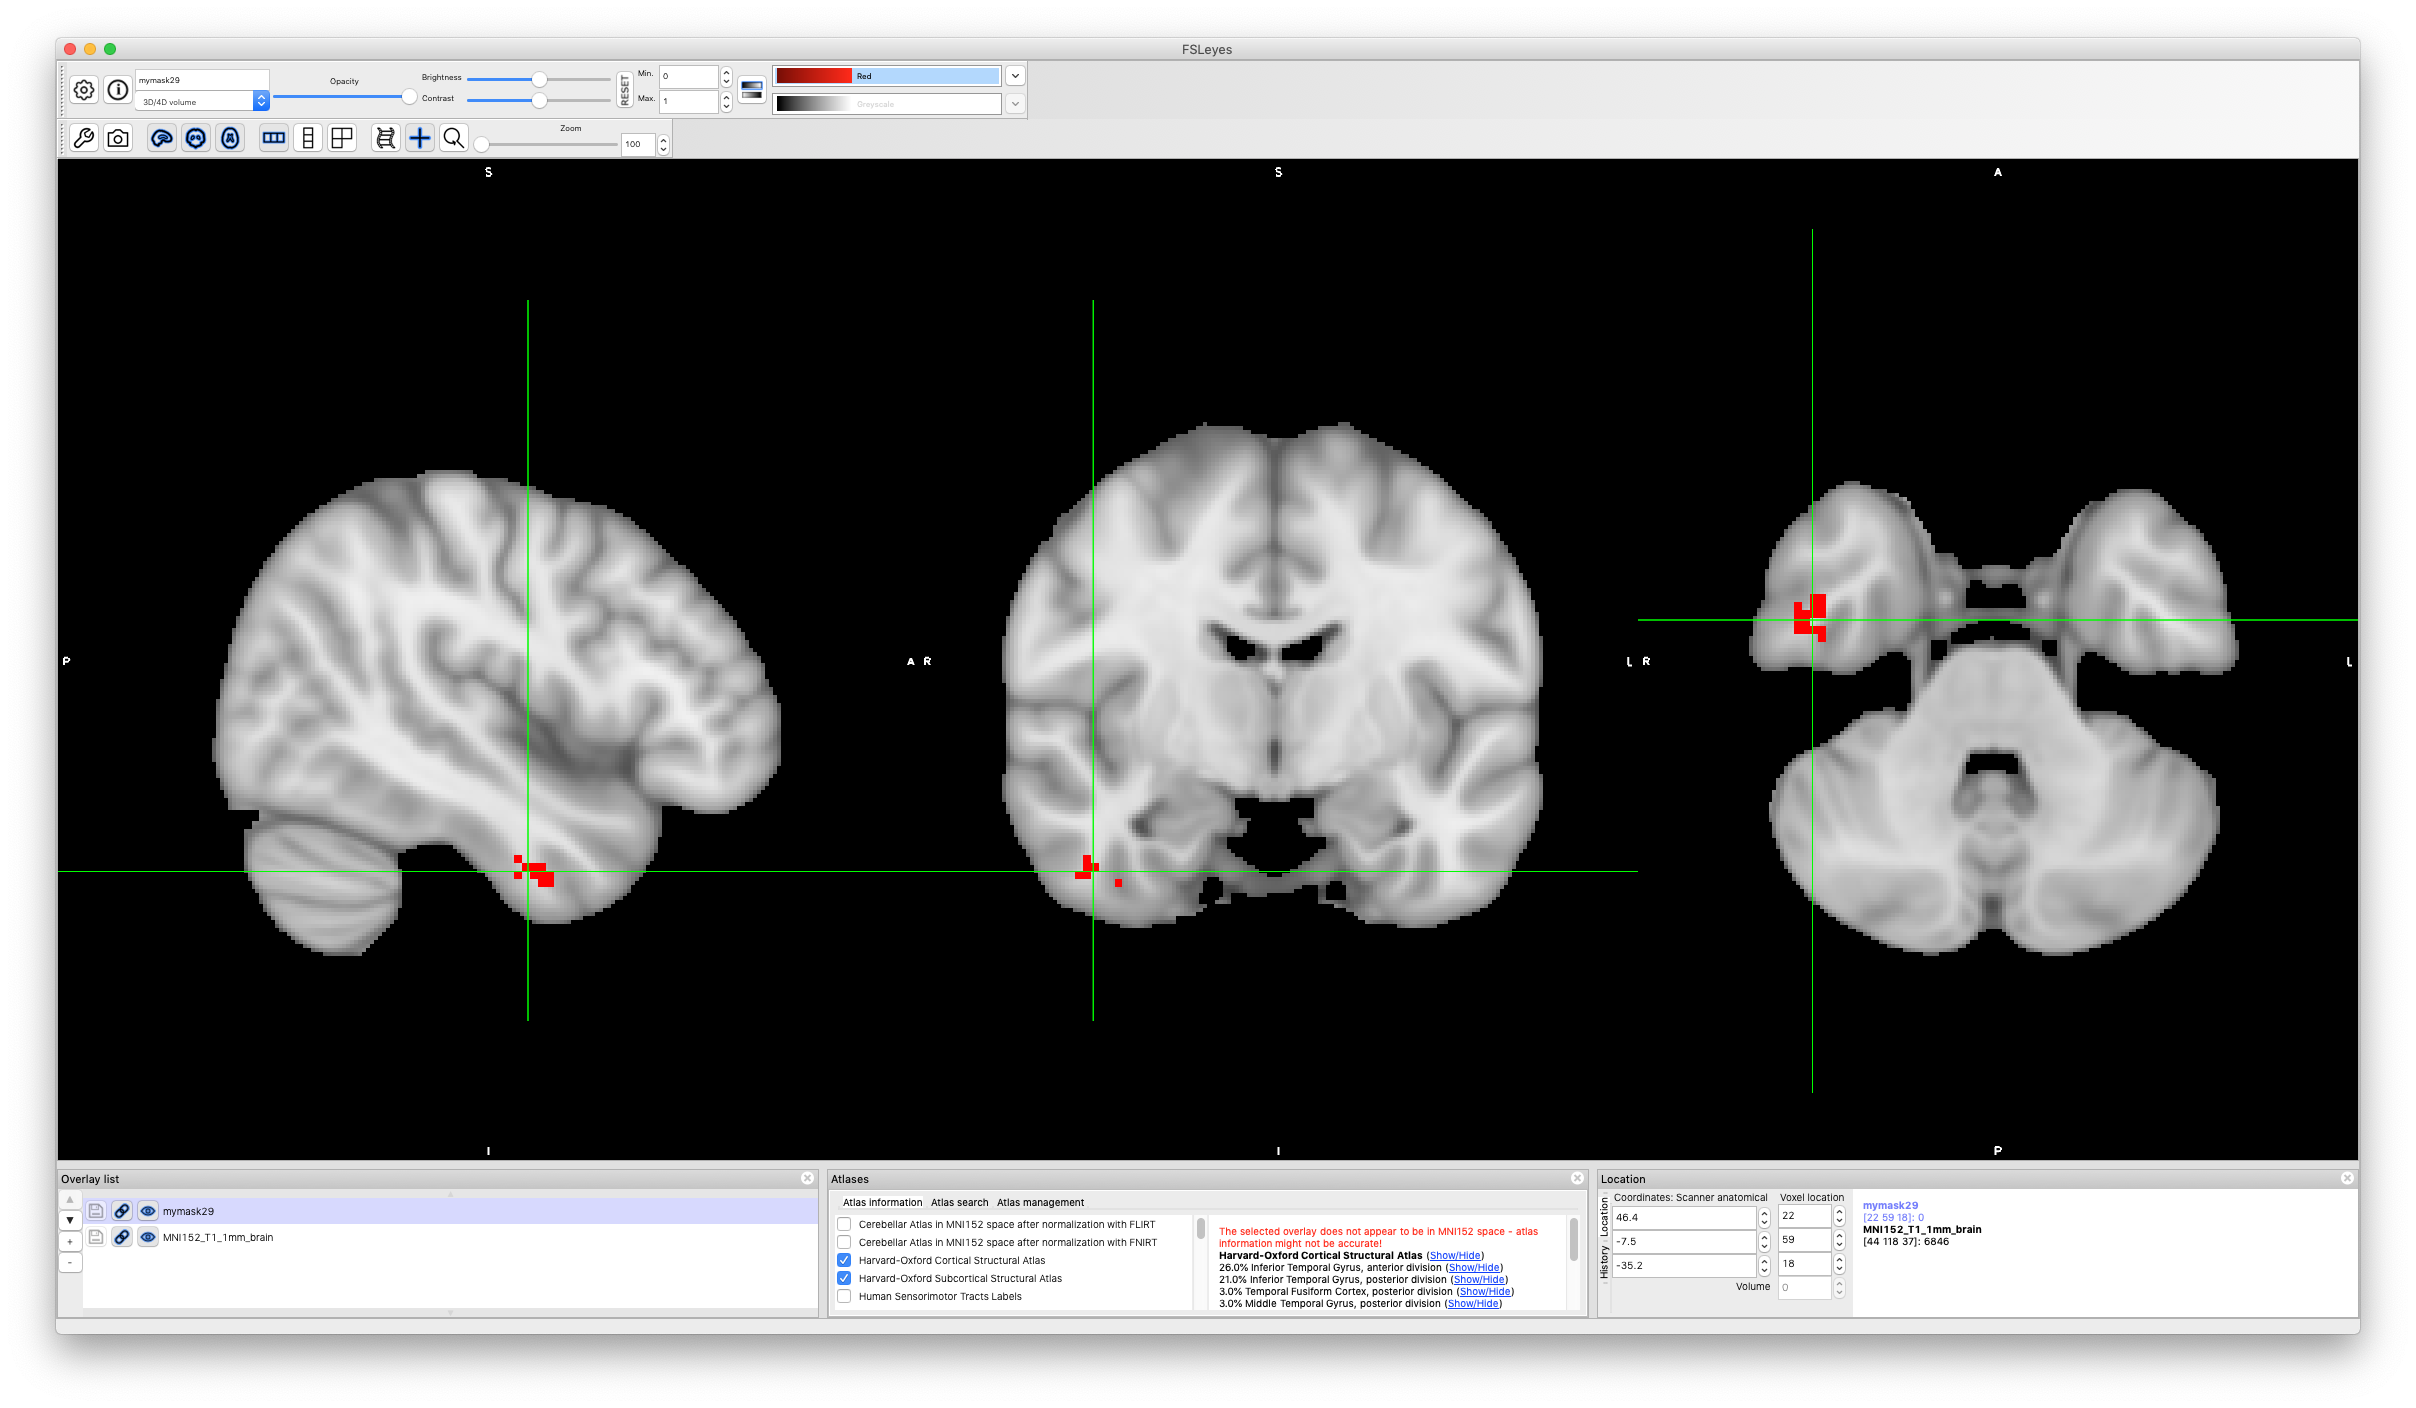 FSLeyes
mymask29
3D/4D volume
Opacity
Brightness
Contrast
RESET
Min.
0
Max.
1
Red
Greyscale
Zoom
100
S
S
A
P
A R
L R
L
I
I
P
Overlay list
mymask29
MNI152_T1_1mm_brain
Atlases
Atlas information Atlas search Atlas management
Cerebellar Atlas in MNI152 space after normalization with FLIRT
Cerebellar Atlas in MNI152 space after normalization with FNIRT
Harvard-Oxford Cortical Structural Atlas
Harvard-Oxford Subcortical Structural Atlas
Human Sensorimotor Tracts Labels
The selected overlay does not appear to be in MNI152 space - atlas
information might not be accurate!
Harvard-Oxford Cortical Structural Atlas (Show/Hide)
26.0% Inferior Temporal Gyrus, anterior division (Show/Hide)
21.0% Inferior Temporal Gyrus, posterior division (Show/Hide)
3.0% Temporal Fusiform Cortex, posterior division (Show/Hide)
3.0% Middle Temporal Gyrus, posterior division (Show/Hide)
Location
Location
History
Coordinates: Scanner anatomical
Voxel location
46.4
22
-7.5
59
-35.2
18
Volume
0
mymask29
[22 59 18]: 0
MNI152_T1_1mm_brain
[44 118 37]: 6846